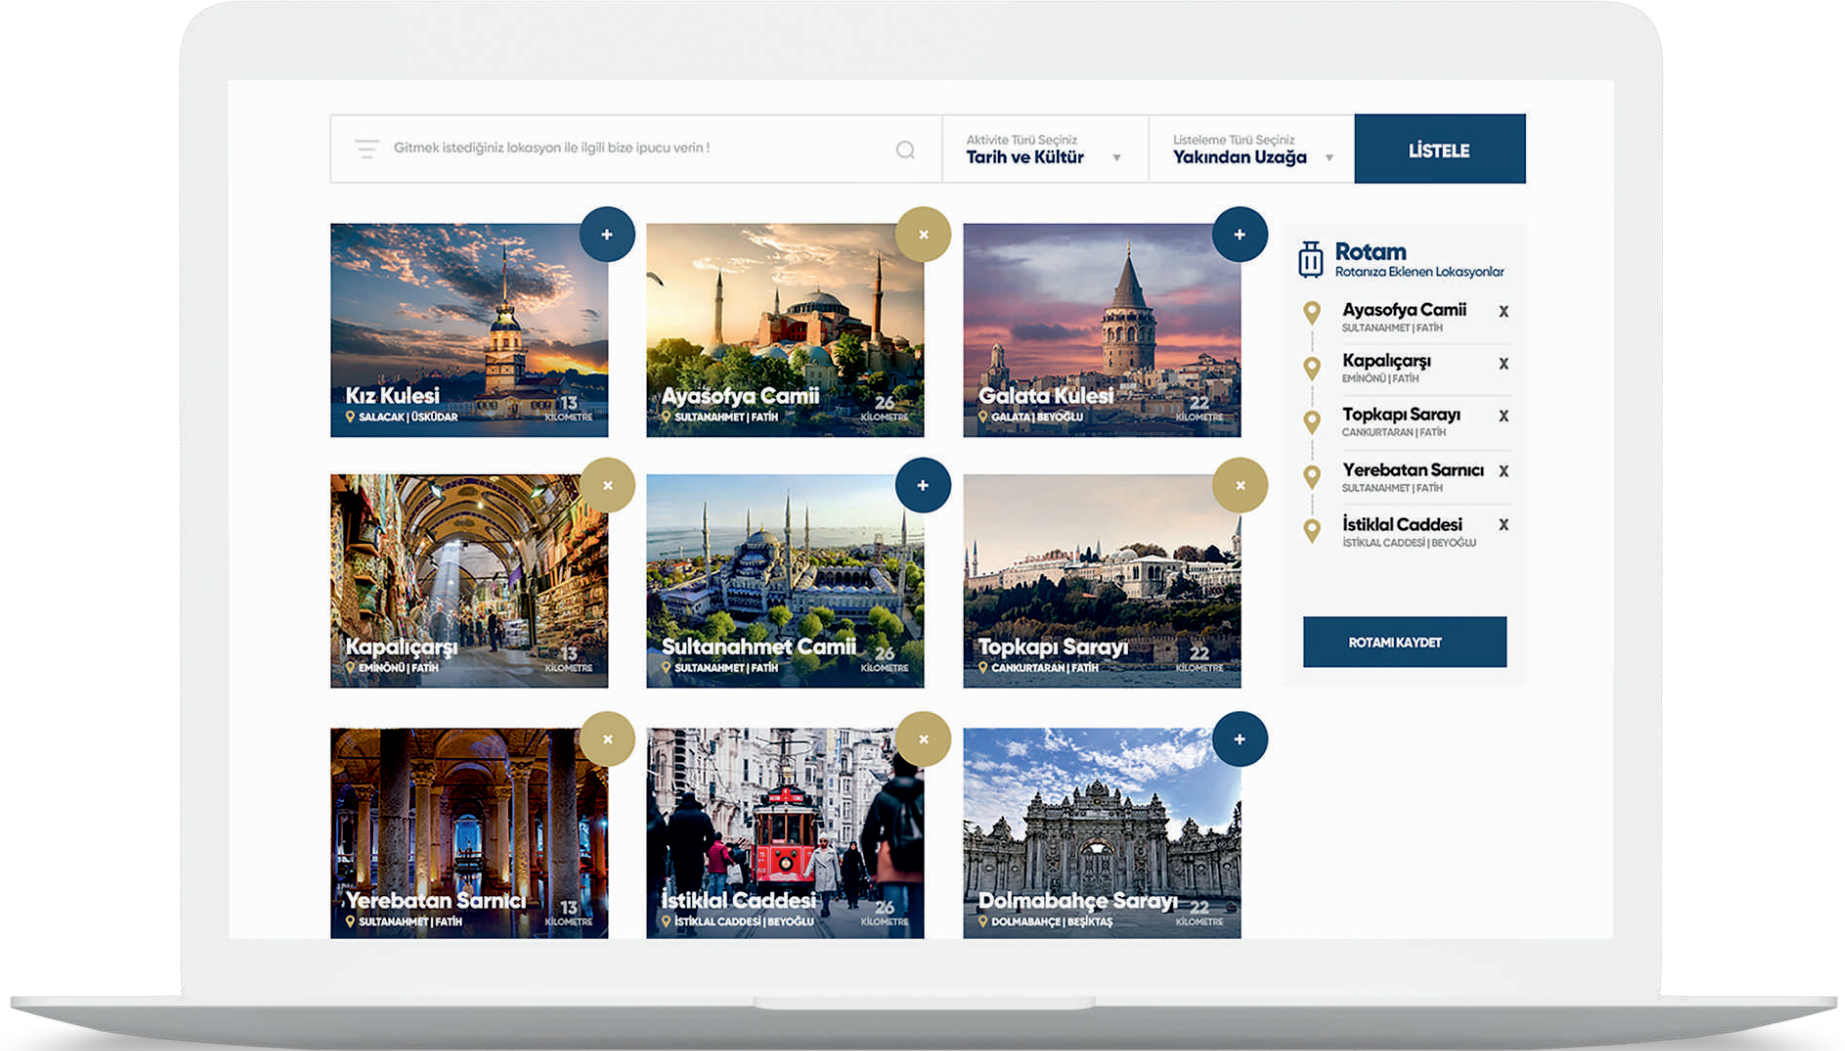 Gitmek istediğiniz lokasyon ile ilgili bize ipucu verin !
Aktivite Türü Seçiniz
Tarih ve Kültür
Listeleme Türü Seçiniz
Yakından Uzağa
LİSTELE
Kız Kulesi
SALACAK | ÜSKÜDAR
13
KİLOMETRE
Ayasofya Camii
SULTANAHMET | FATİH
26
KİLOMETRE
Galata Kulesi
GALATA | BEYOĞLU
22
KİLOMETRE
Kapalıçarşı
EMİNÖNÜ | FATİH
13
KİLOMETRE
Sultanahmet Camii
SULTANAHMET | FATİH
26
KİLOMETRE
Topkapı Sarayı
CANKURTARAN | FATİH
22
KİLOMETRE
Yerebatan Sarnıcı
SULTANAHMET | FATİH
13
KİLOMETRE
İstiklal Caddesi
İSTİKLAL CADDESİ | BEYOĞLU
26
KİLOMETRE
Dolmabahçe Sarayı
DOLMABAHÇE | BEŞİKTAŞ
22
KİLOMETRE
Rotam
Rotanıza Eklenen Lokasyonlar
Ayasofya Camii X
SULTANAHMET | FATİH
Kapalıçarşı X
EMİNÖNÜ | FATİH
Topkapı Sarayı X
CANKURTARAN | FATİH
Yerebatan Sarnıcı X
SULTANAHMET | FATİH
İstiklal Caddesi X
İSTİKLAL CADDESİ | BEYOĞLU
ROTAMI KAYDET